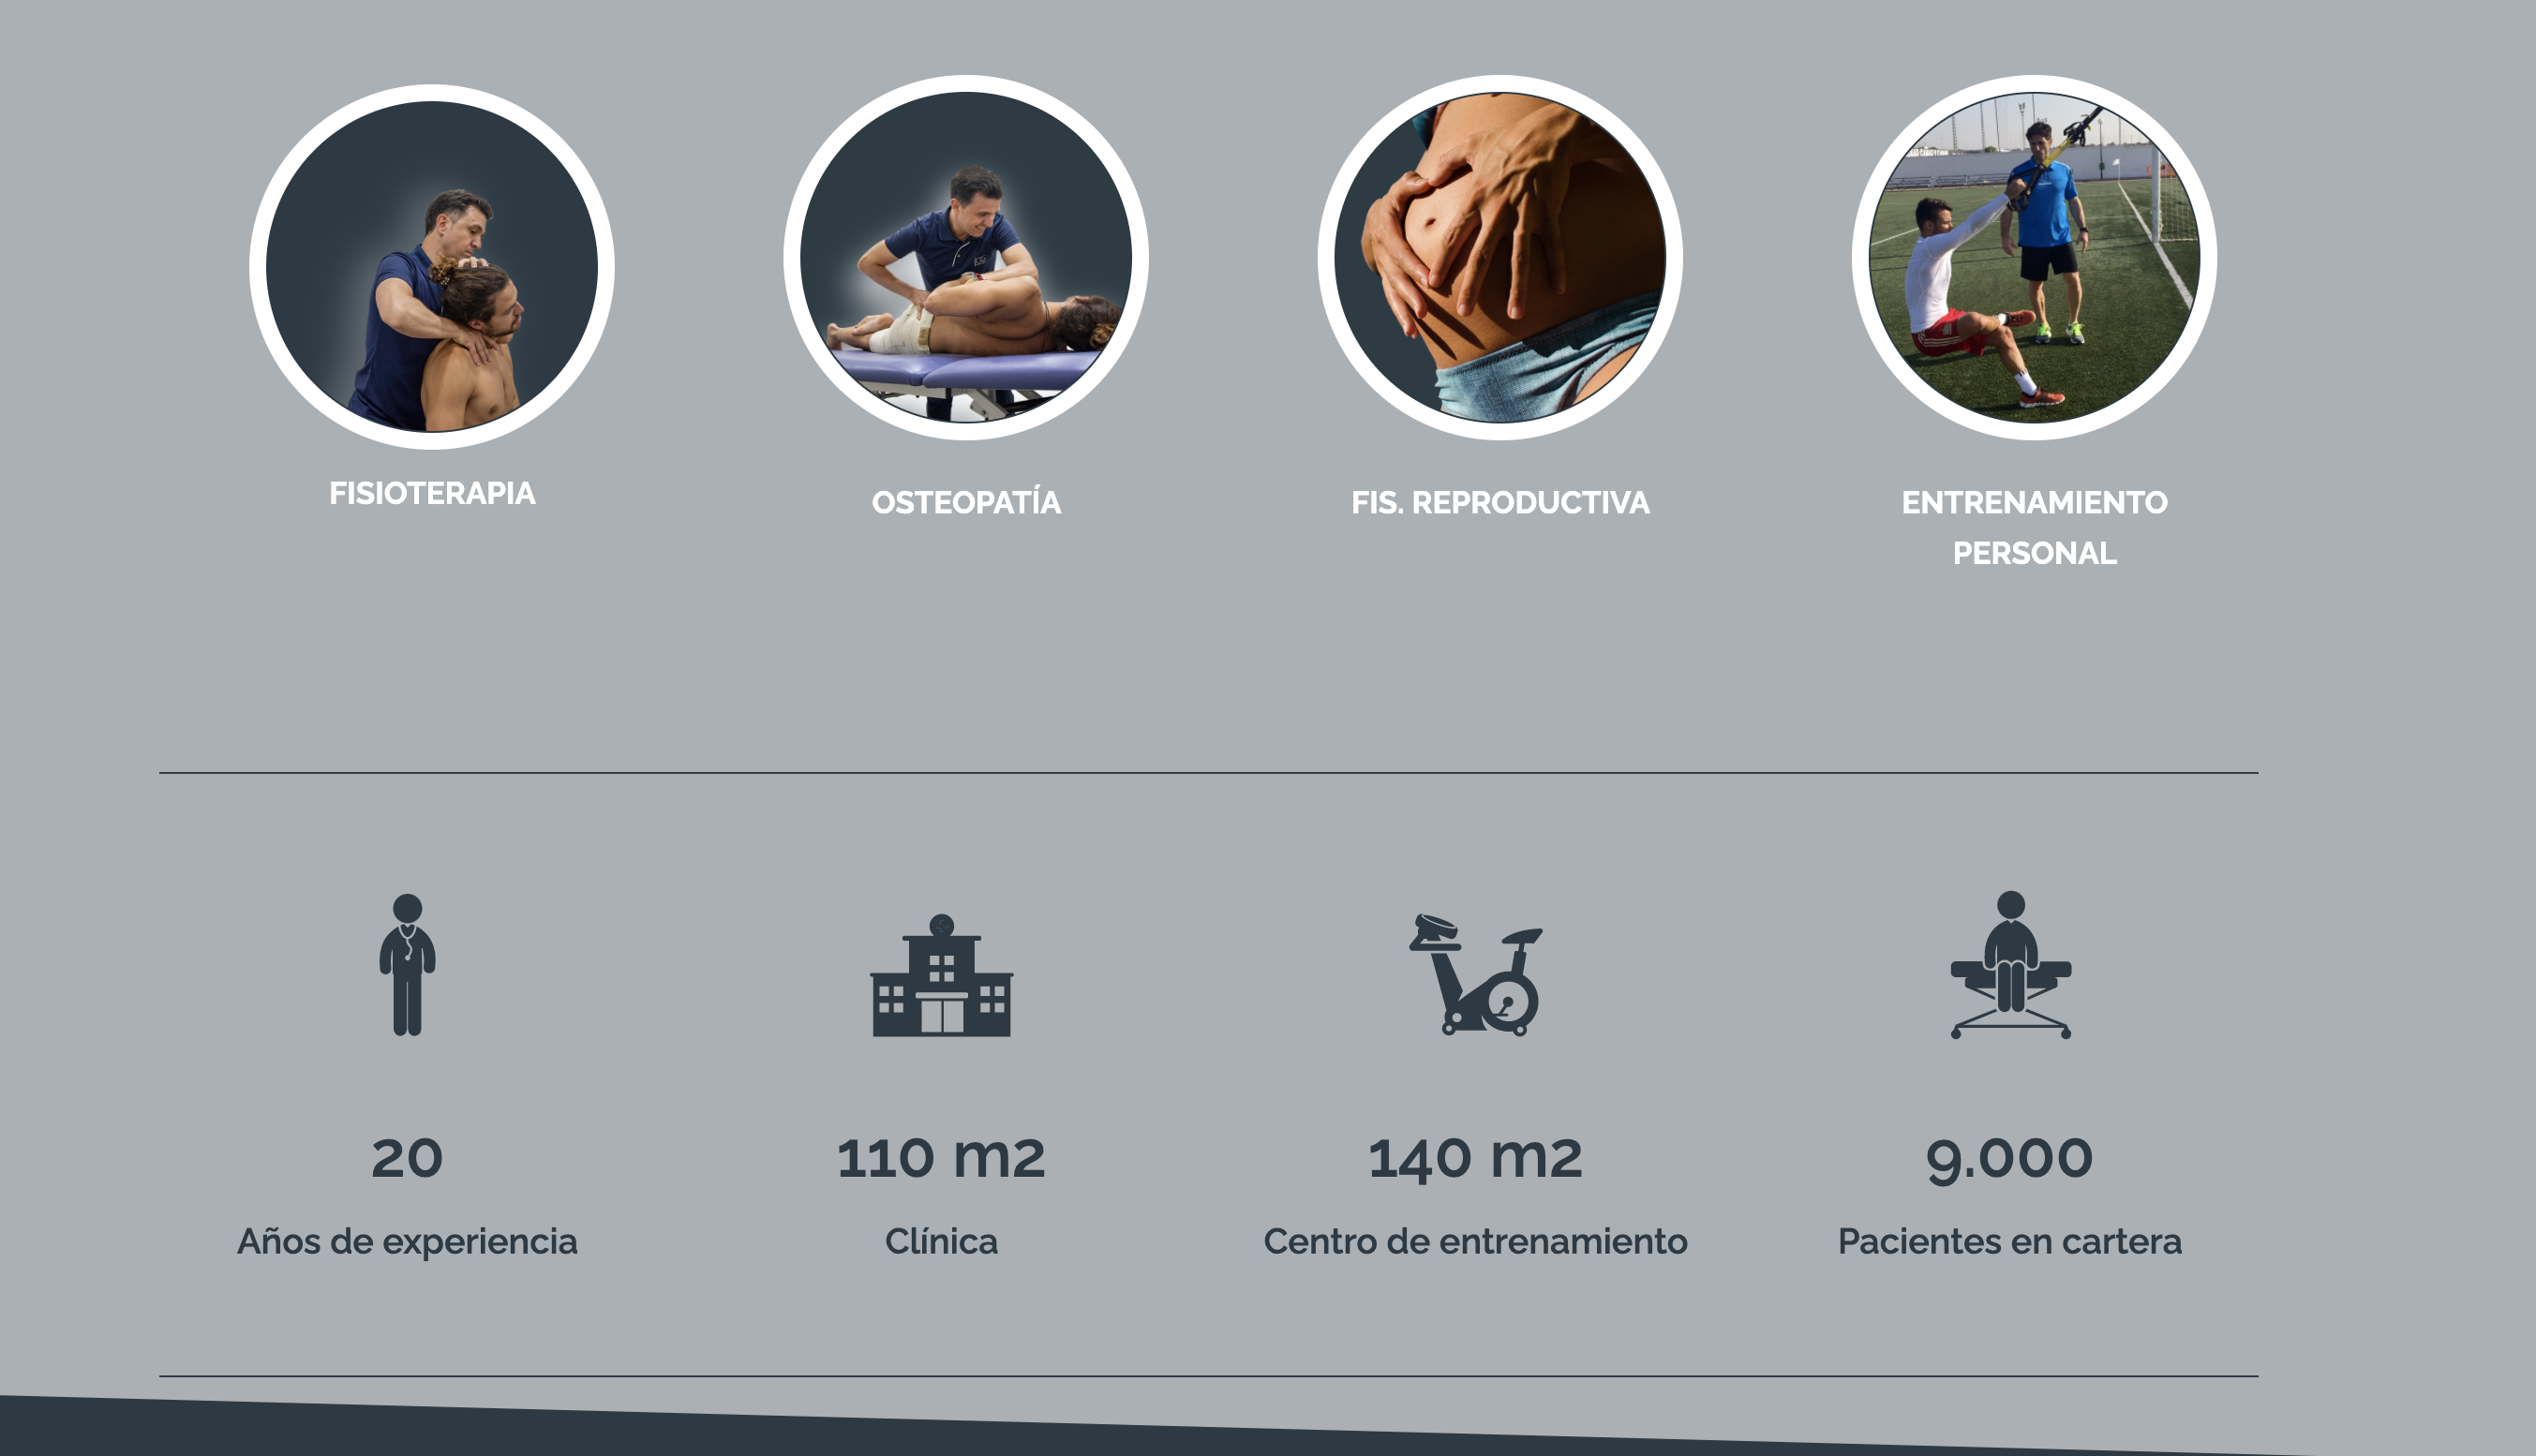 FISIOTERAPIA
OSTEOPATÍA
FIS. REPRODUCTIVA
ENTRENAMIENTO
PERSONAL
20
Años de experiencia
110 m2
Clínica
140 m2
Centro de entrenamiento
9.000
Pacientes en cartera